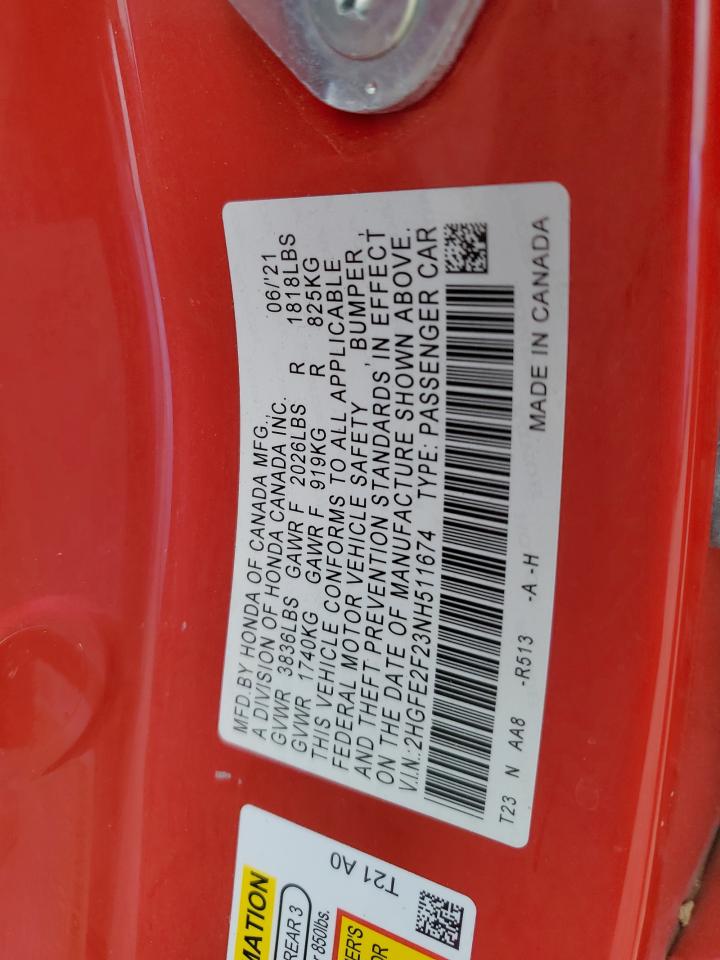 MFD.BY HONDA OF CANADA MFG.,
A DIVISION OF HONDA CANADA INC. 06/'21
GVWR 3836LBS GAWR F 2026LBS R 1818LBS
GVWR 1740KG GAWR F 919KG R 825KG
THIS VEHICLE CONFORMS TO ALL APPLICABLE
FEDERAL MOTOR VEHICLE SAFETY , BUMPER ,
AND THEFT PREVENTION STANDARDS IN EFFECT
ON THE DATE OF MANUFACTURE SHOWN ABOVE.
V.I.N.:2HGFE2F23NH511674 TYPE: PASSENGER CAR
T23 N AA8 -R513 -A -H MADE IN CANADA
T21 A0
MATION
REAR 3
850lbs.
ER'S
OR